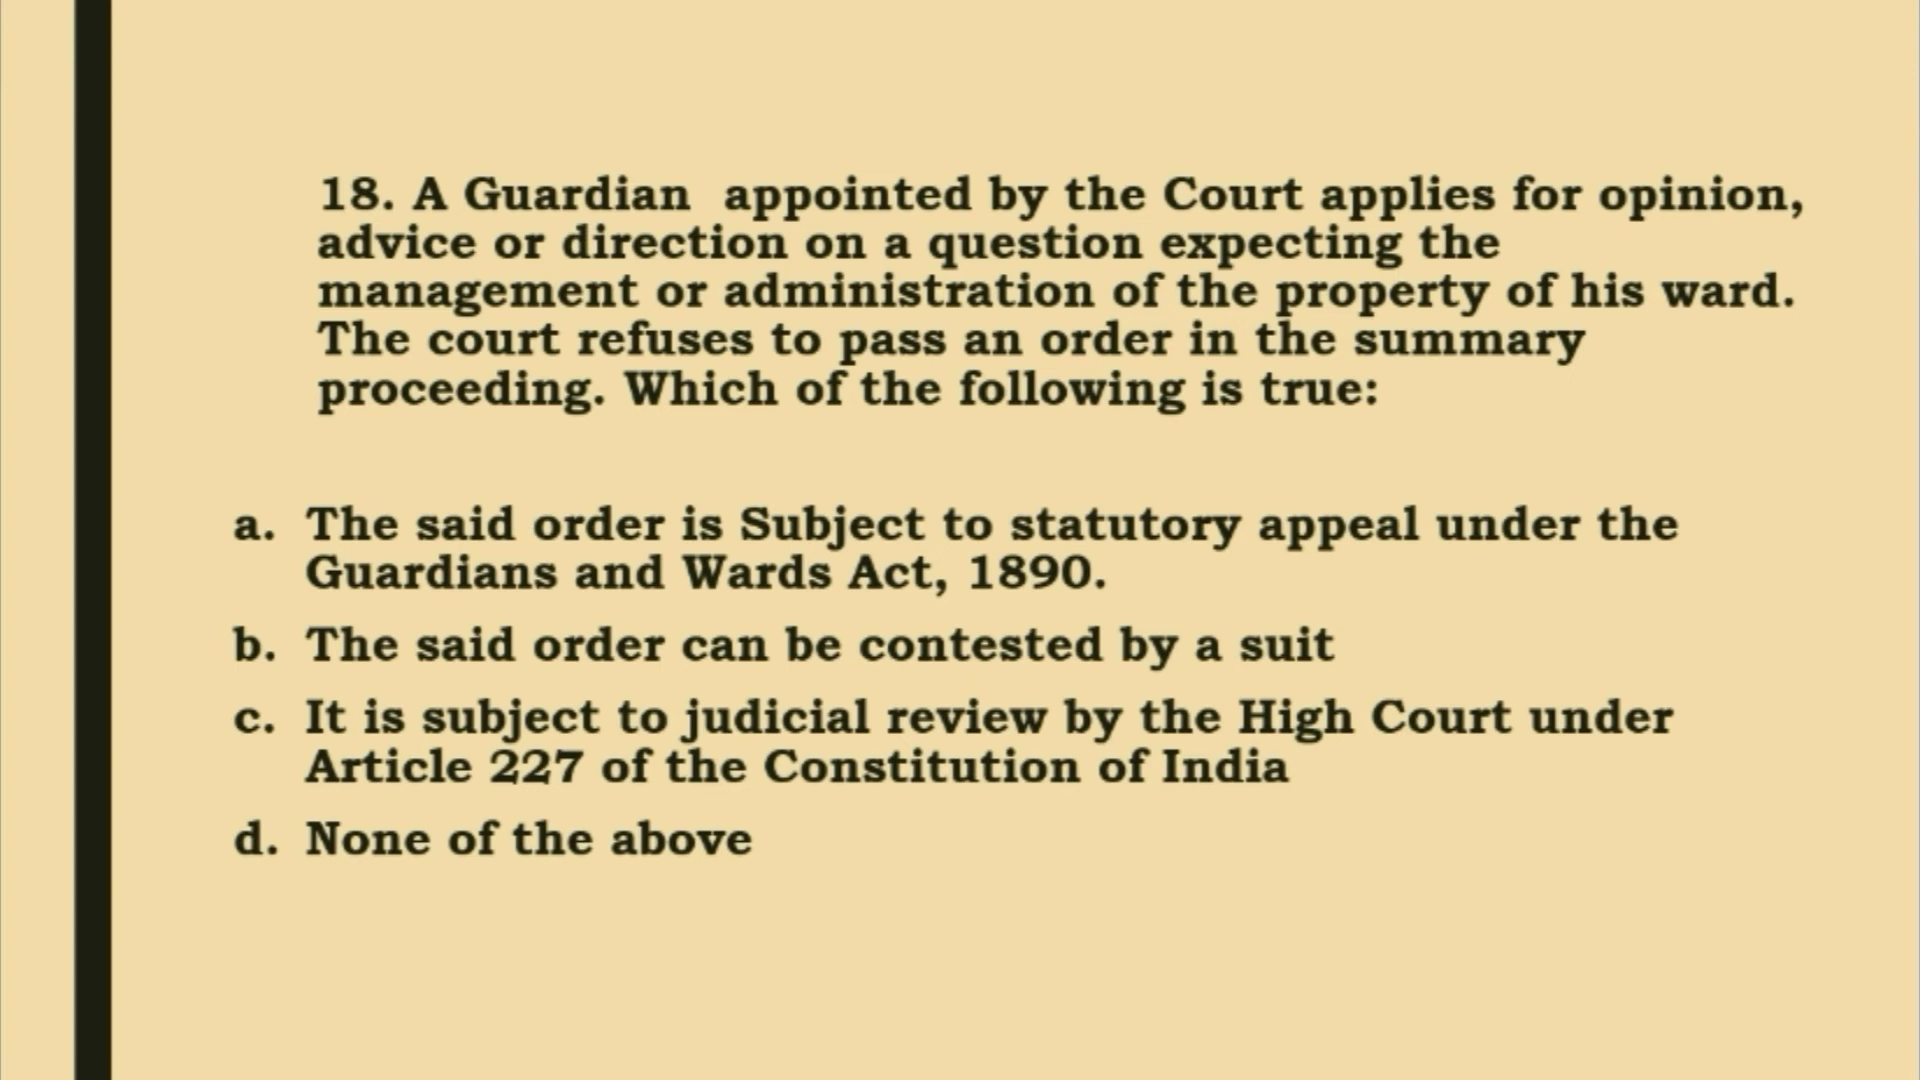 18. A Guardian appointed by the Court applies for opinion,
advice or direction on a question expecting the
management or administration of the property of his ward.
The court refuses to pass an order in the summary
proceeding. Which of the following is true:
a. The said order is Subject to statutory appeal under the
Guardians and Wards Act, 1890.
b. The said order can be contested by a suit
c. It is subject to judicial review by the High Court under
Article 227 of the Constitution of India
d. None of the above